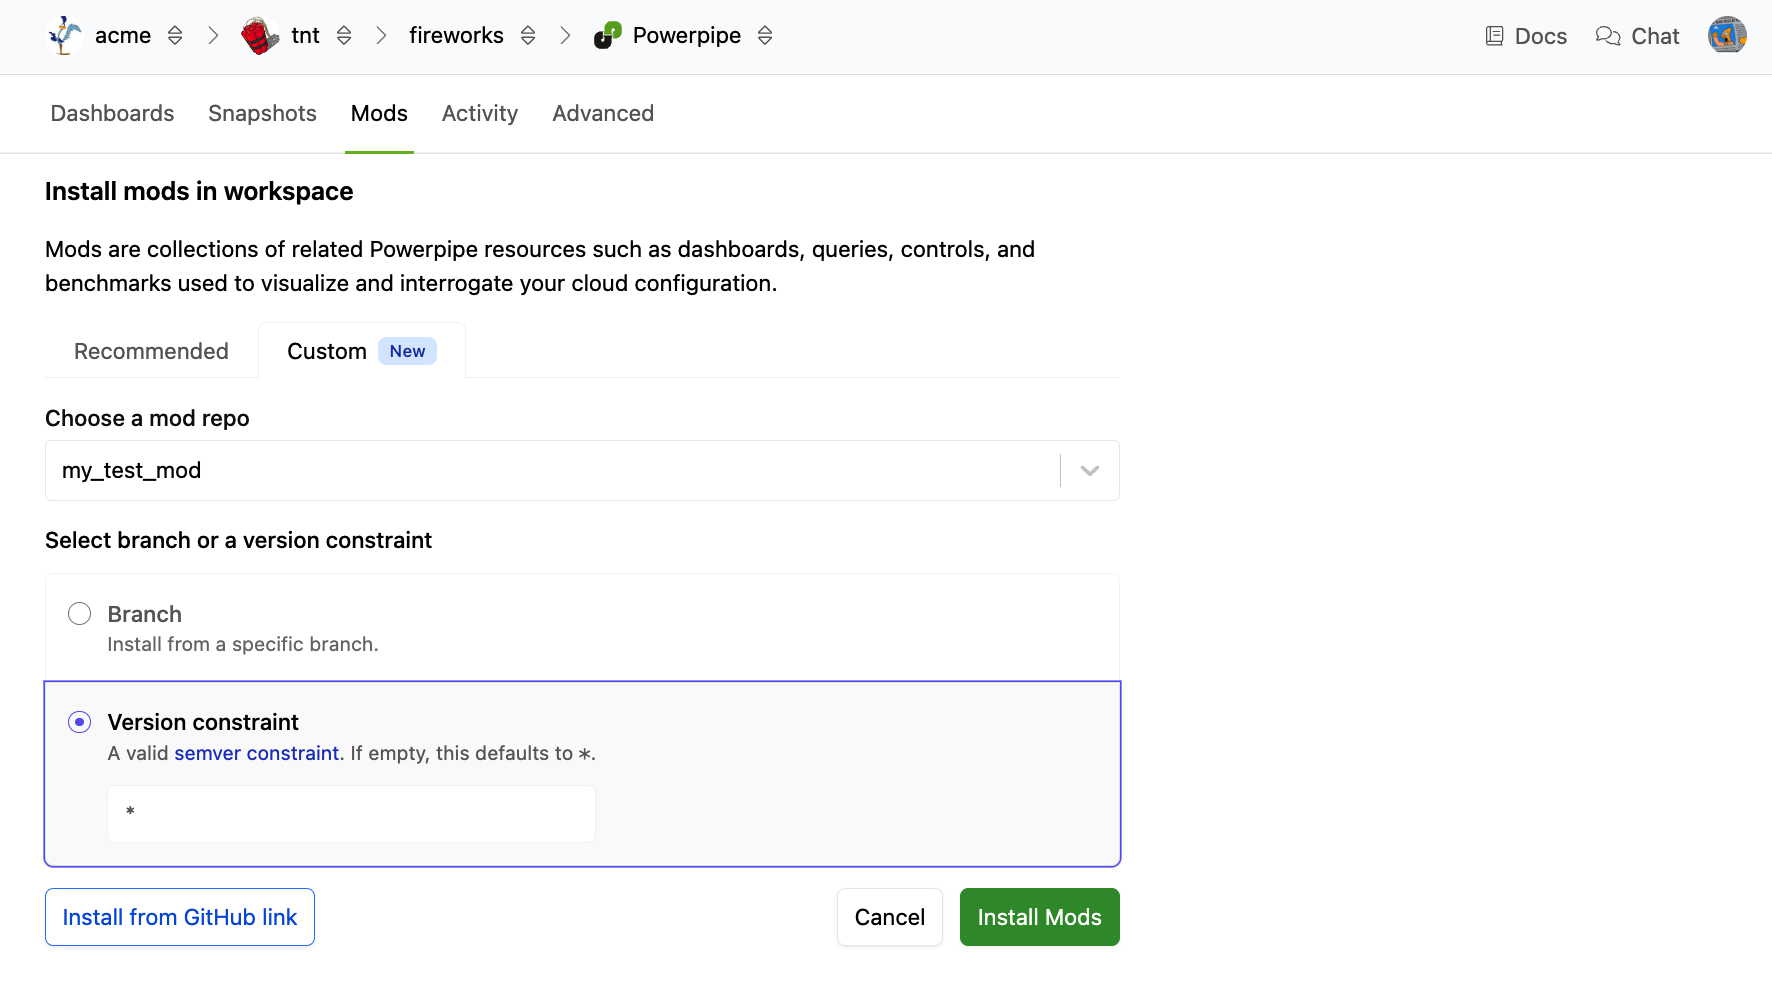 acme tnt fireworks Powerpipe Docs Chat
Dashboards Snapshots Mods Activity Advanced
Install mods in workspace
Mods are collections of related Powerpipe resources such as dashboards, queries, controls, and
benchmarks used to visualize and interrogate your cloud configuration.
Recommended Custom New
Choose a mod repo
my_test_mod
Select branch or a version constraint
Branch
Install from a specific branch.
Version constraint
A valid semver constraint. If empty, this defaults to *.
*
Install from GitHub link Cancel Install Mods